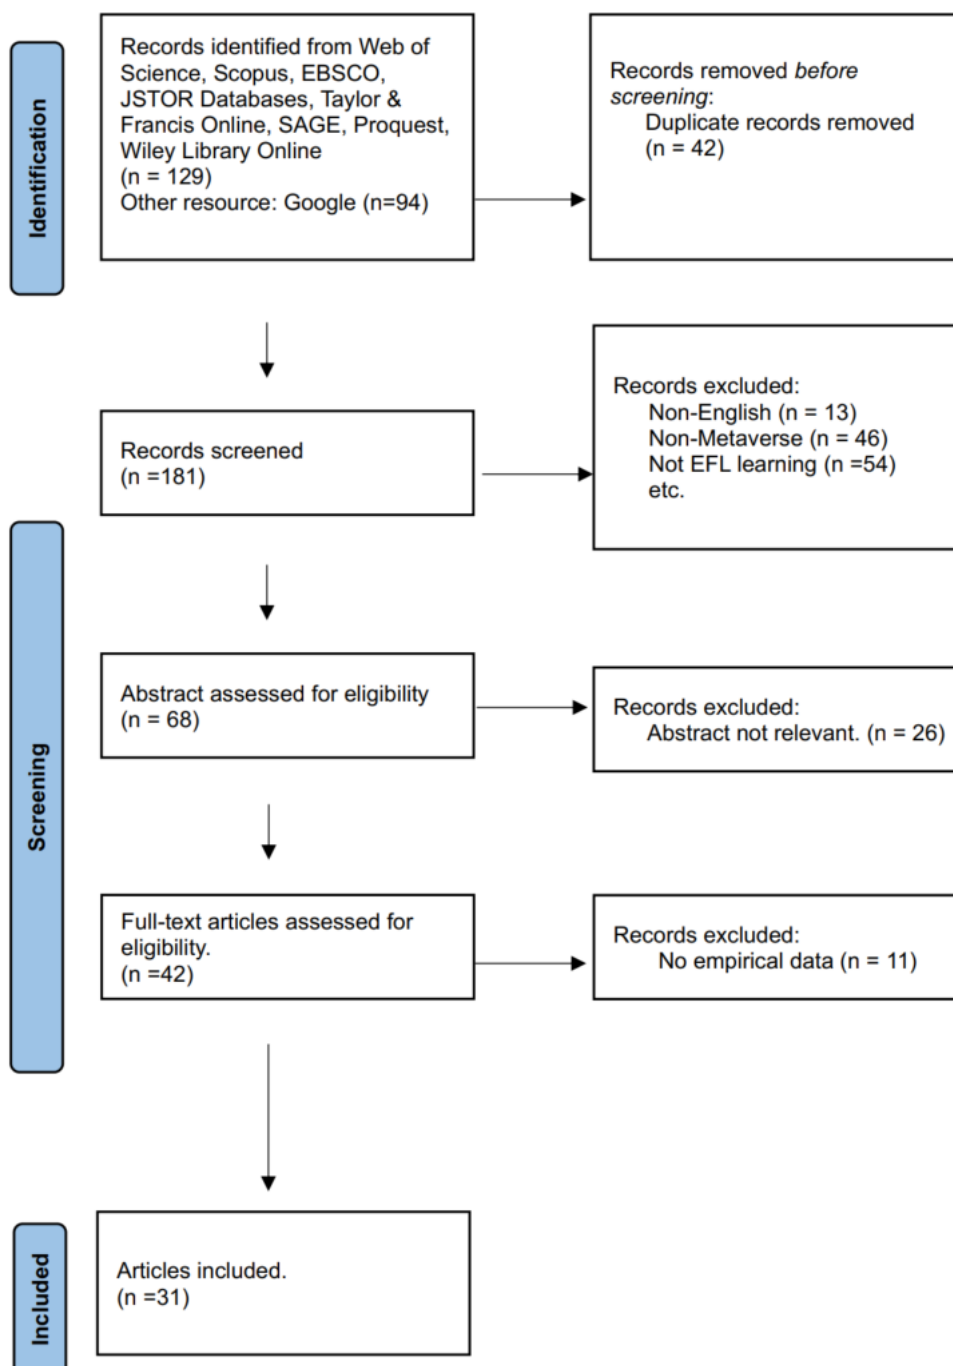 Identification
Records identified from Web of
Science, Scopus, EBSCO,
JSTOR Databases, Taylor &
Francis Online, SAGE, Proquest,
Wiley Library Online
(n = 129)
Other resource: Google (n=94)
Records removed before
screening:
Duplicate records removed
(n = 42)
Screening
Records screened
(n =181)
Records excluded:
Non-English (n = 13)
Non-Metaverse (n = 46)
Not EFL learning (n =54)
etc.
Abstract assessed for eligibility
(n = 68)
Records excluded:
Abstract not relevant. (n = 26)
Full-text articles assessed for
eligibility.
(n =42)
Records excluded:
No empirical data (n = 11)
Included
Articles included.
(n =31)